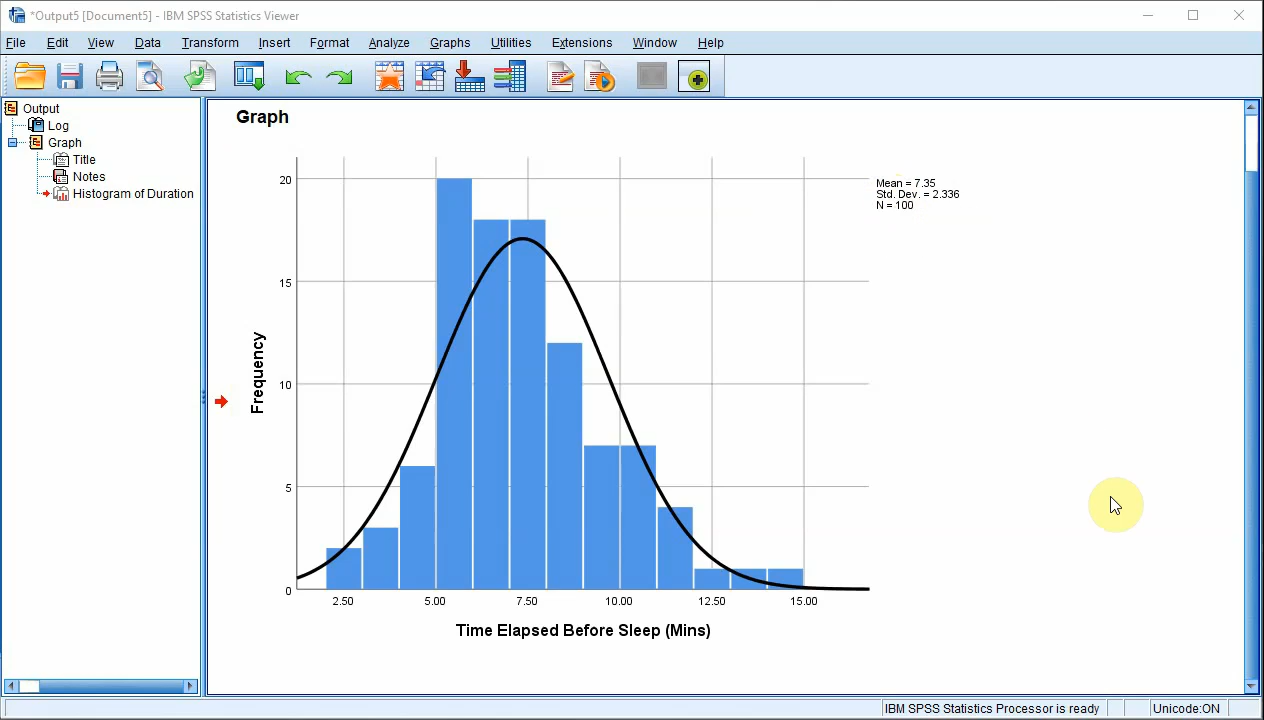 *Output5 [Document5] - IBM SPSS Statistics Viewer
File Edit View Data Transform Insert Format Analyze Graphs Utilities Extensions Window Help
Output
Log
Graph
Title
Notes
Histogram of Duration
Graph
Mean = 7.35
Std. Dev. = 2.336
N = 100
20
15
10
5
0
Frequency
2.50 5.00 7.50 10.00 12.50 15.00
Time Elapsed Before Sleep (Mins)
IBM SPSS Statistics Processor is ready Unicode:ON